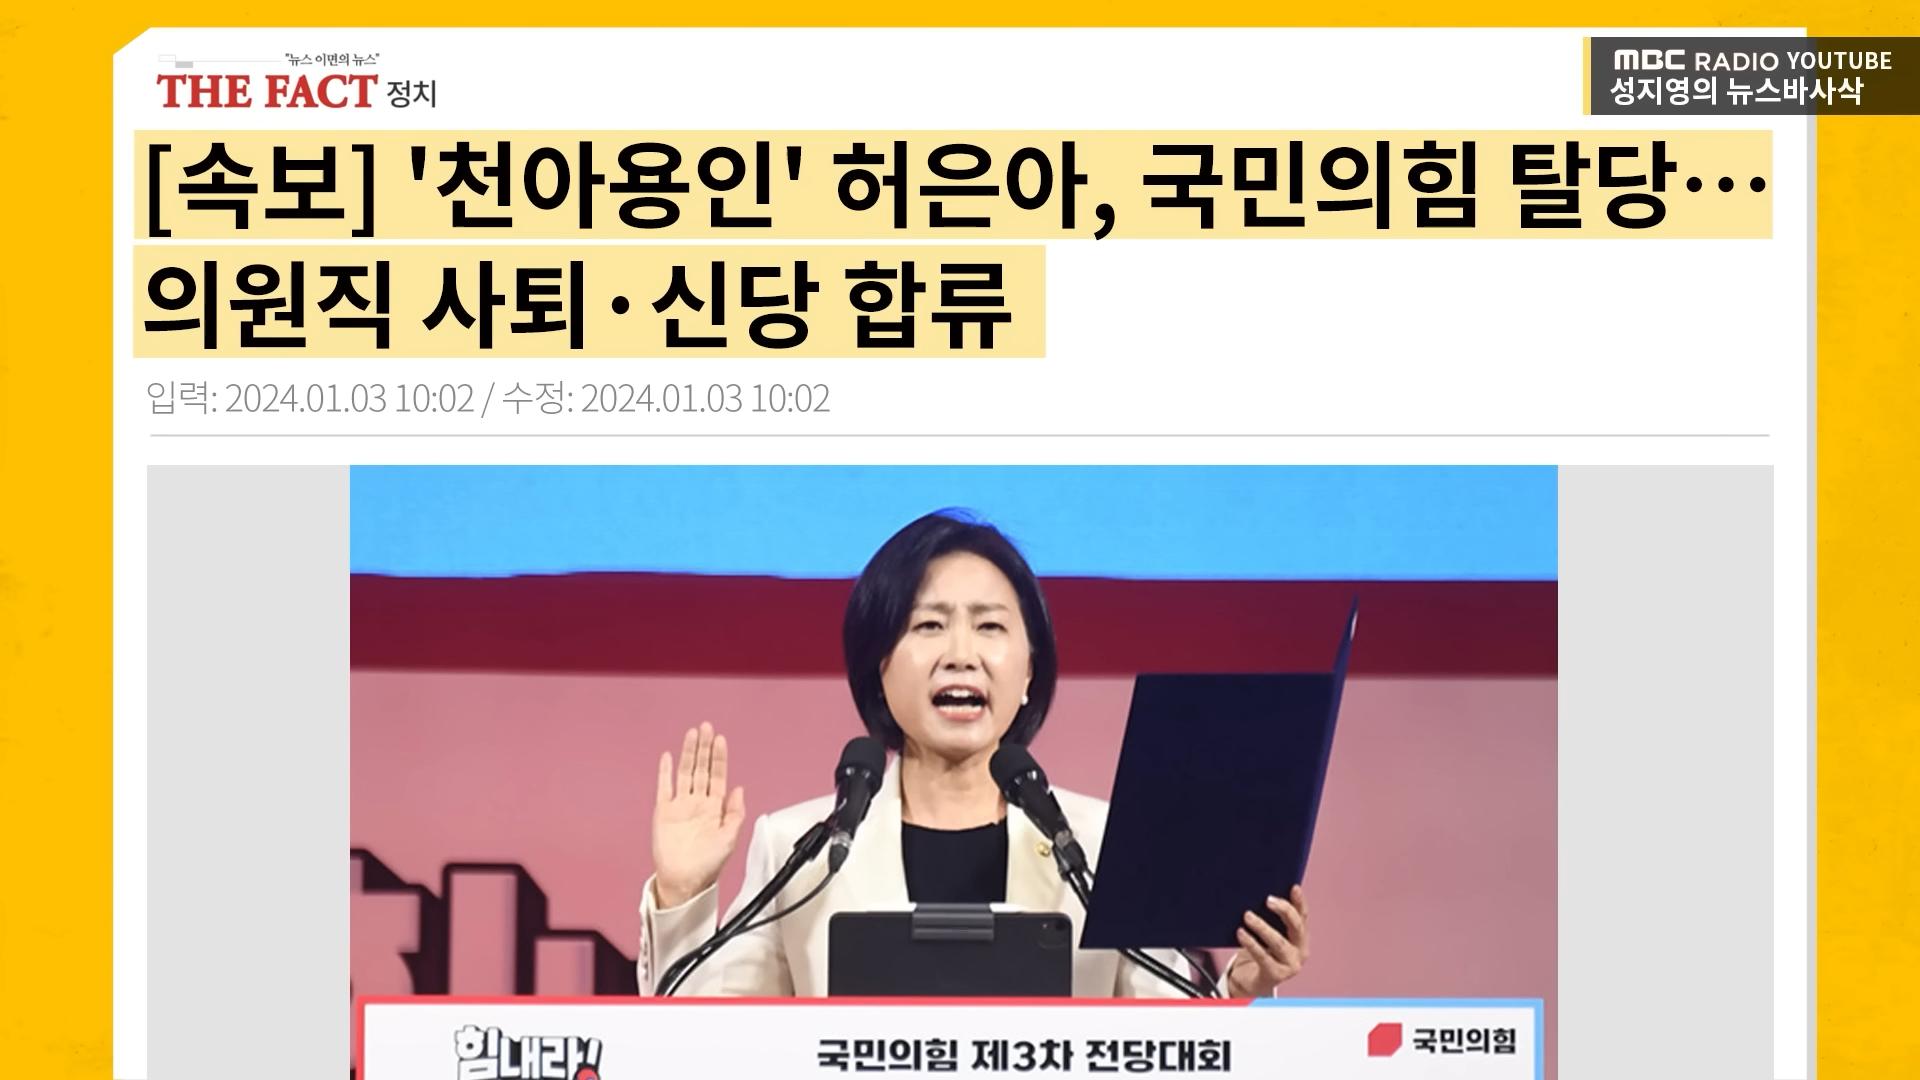 "뉴스 이면의 뉴스"
THE FACT 정치
MBC RADIO YOUTUBE
성지영의 뉴스바사삭
[속보] '천아용인' 허은아, 국민의힘 탈당…
의원직 사퇴·신당 합류
입력: 2024.01.03 10:02 / 수정: 2024.01.03 10:02
힘내라!
국민의힘 제3차 전당대회
국민의힘